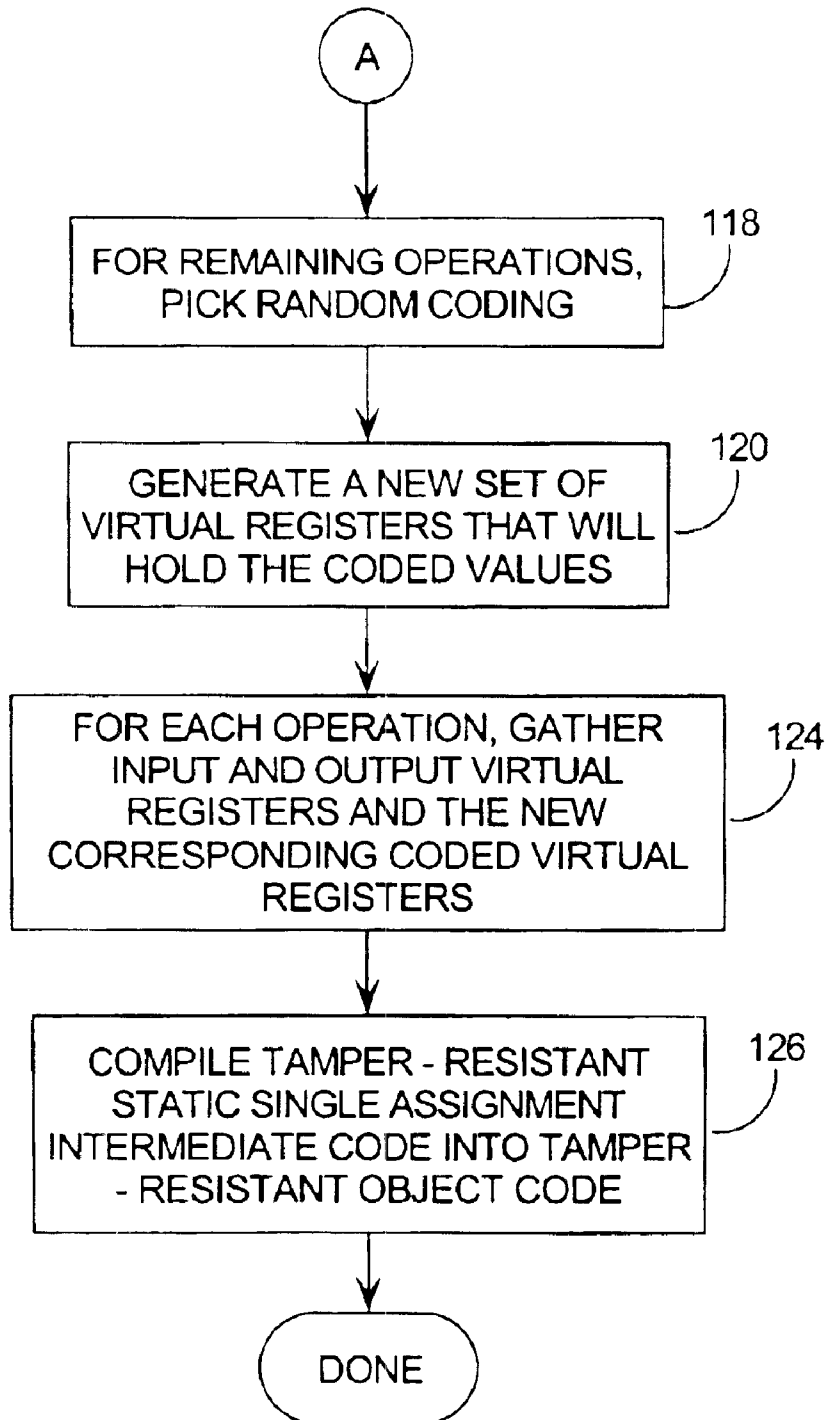 A
118
FOR REMAINING OPERATIONS,
PICK RANDOM CODING
120
GENERATE A NEW SET OF
VIRTUAL REGISTERS THAT WILL
HOLD THE CODED VALUES
124
FOR EACH OPERATION, GATHER
INPUT AND OUTPUT VIRTUAL
REGISTERS AND THE NEW
CORRESPONDING CODED VIRTUAL
REGISTERS
126
COMPILE TAMPER - RESISTANT
STATIC SINGLE ASSIGNMENT
INTERMEDIATE CODE INTO TAMPER
- RESISTANT OBJECT CODE
DONE